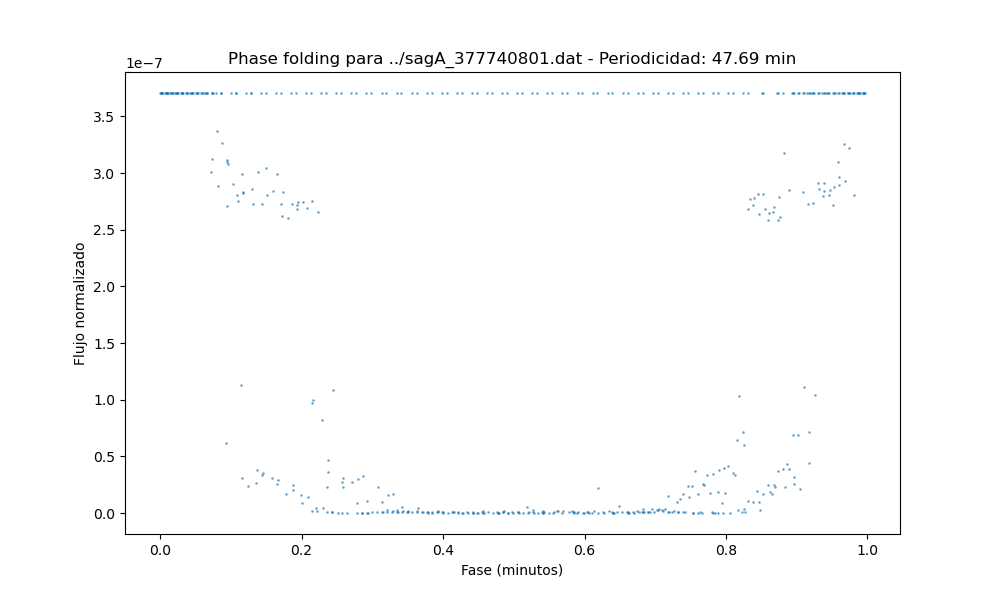 Phase folding para ../sagA_377740801.dat - Periodicidad: 47.69 min
1e−7
3.5
3.0
2.5
2.0
1.5
1.0
0.5
0.0
Flujo normalizado
0.0 0.2 0.4 0.6 0.8 1.0
Fase (minutos)